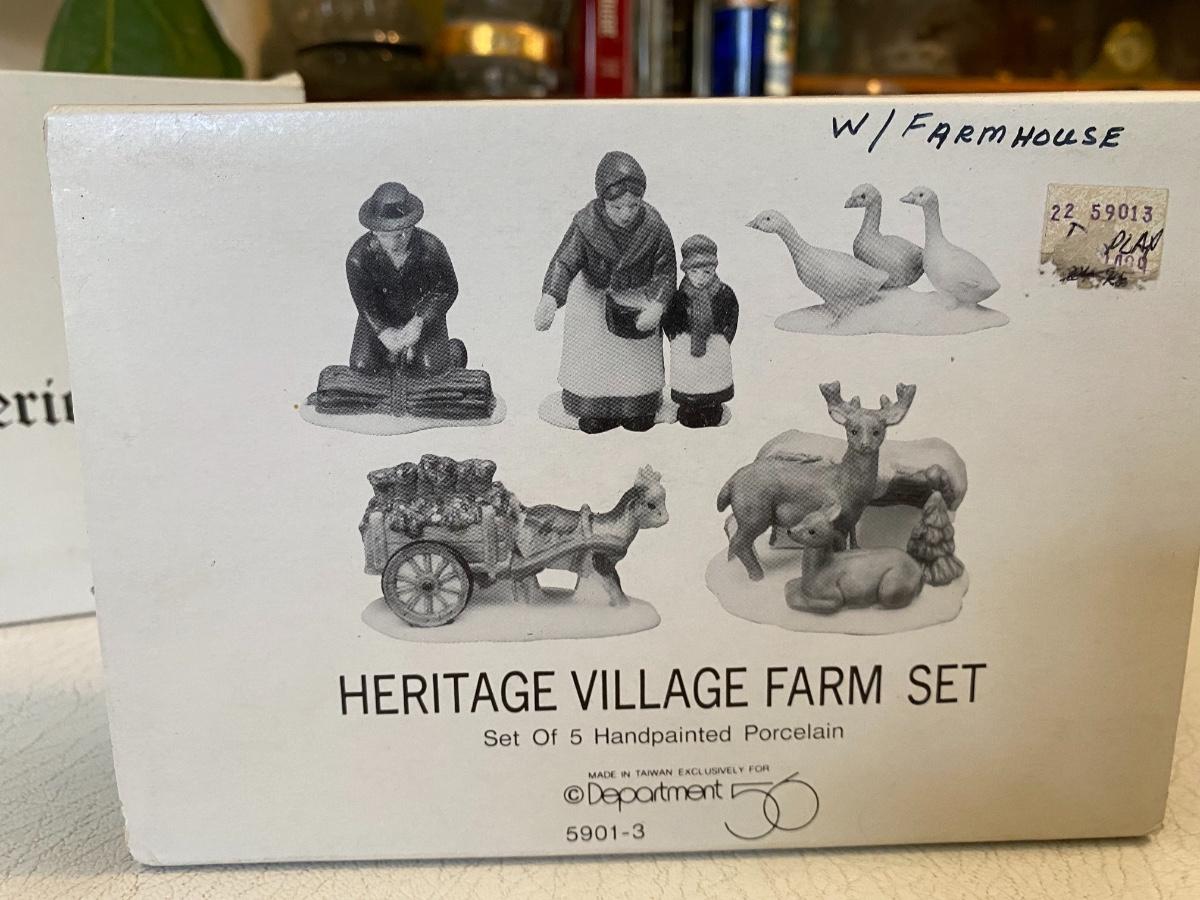 W/ FARMHOUSE
22 59013
HERITAGE VILLAGE FARM SET
Set Of 5 Handpainted Porcelain
MADE IN TAIWAN EXCLUSIVELY FOR
©Department 56
5901-3